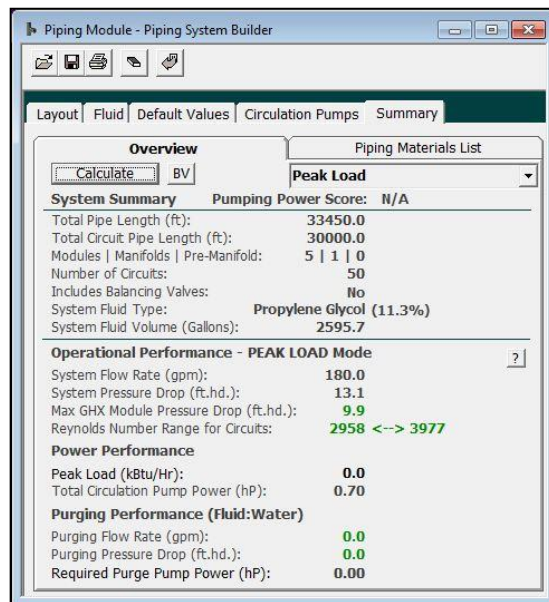 Piping Module - Piping System Builder
Layout Fluid Default Values Circulation Pumps Summary
Overview Piping Materials List
Calculate BV Peak Load
System Summary Pumping Power Score: N/A
Total Pipe Length (ft): 33450.0
Total Circuit Pipe Length (ft): 30000.0
Modules | Manifolds | Pre-Manifold: 5 | 1 | 0
Number of Circuits: 50
Includes Balancing Valves: No
System Fluid Type: Propylene Glycol (11.3%)
System Fluid Volume (Gallons): 2595.7
Operational Performance - PEAK LOAD Mode ?
System Flow Rate (gpm): 180.0
System Pressure Drop (ft.hd.): 13.1
Max GHX Module Pressure Drop (ft.hd.): 9.9
Reynolds Number Range for Circuits: 2958 <--> 3977
Power Performance
Peak Load (kBtu/Hr): 0.0
Total Circulation Pump Power (hP): 0.70
Purging Performance (Fluid:Water)
Purging Flow Rate (gpm): 0.0
Purging Pressure Drop (ft.hd.): 0.0
Required Purge Pump Power (hP): 0.00